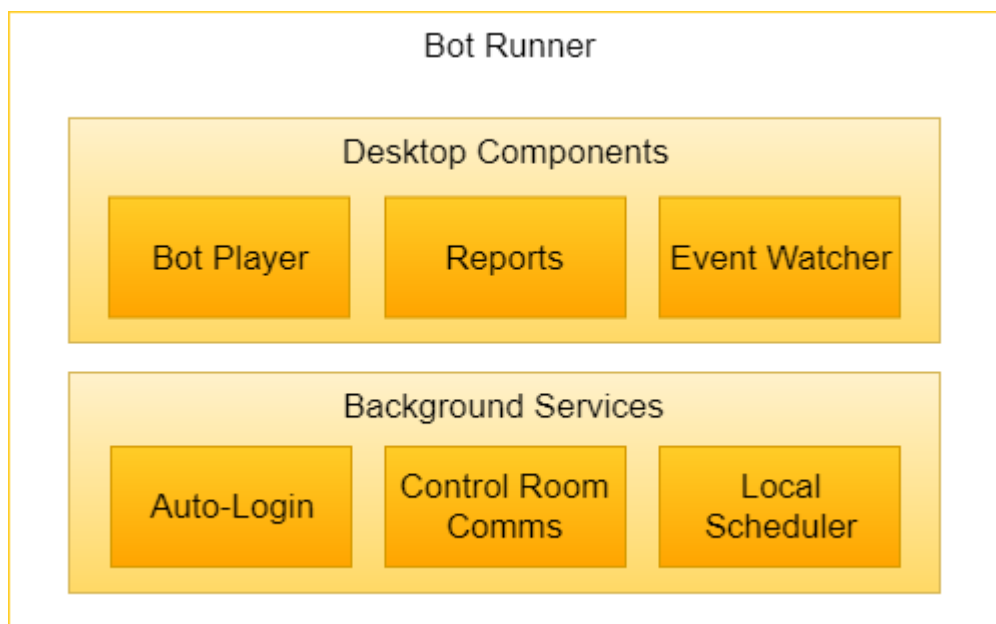 Bot Runner
Desktop Components
Bot Player
Reports
Event Watcher
Background Services
Auto-Login
Control Room
Comms
Local
Scheduler